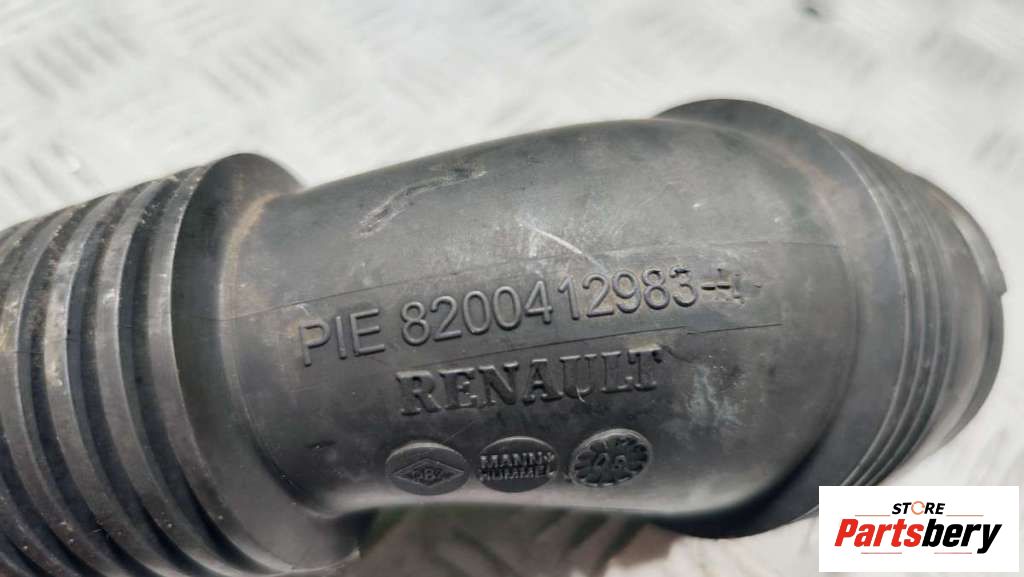 PIE 8200412983-
RENAULT
MANN+
HUMMEL
STORE
Partsbery